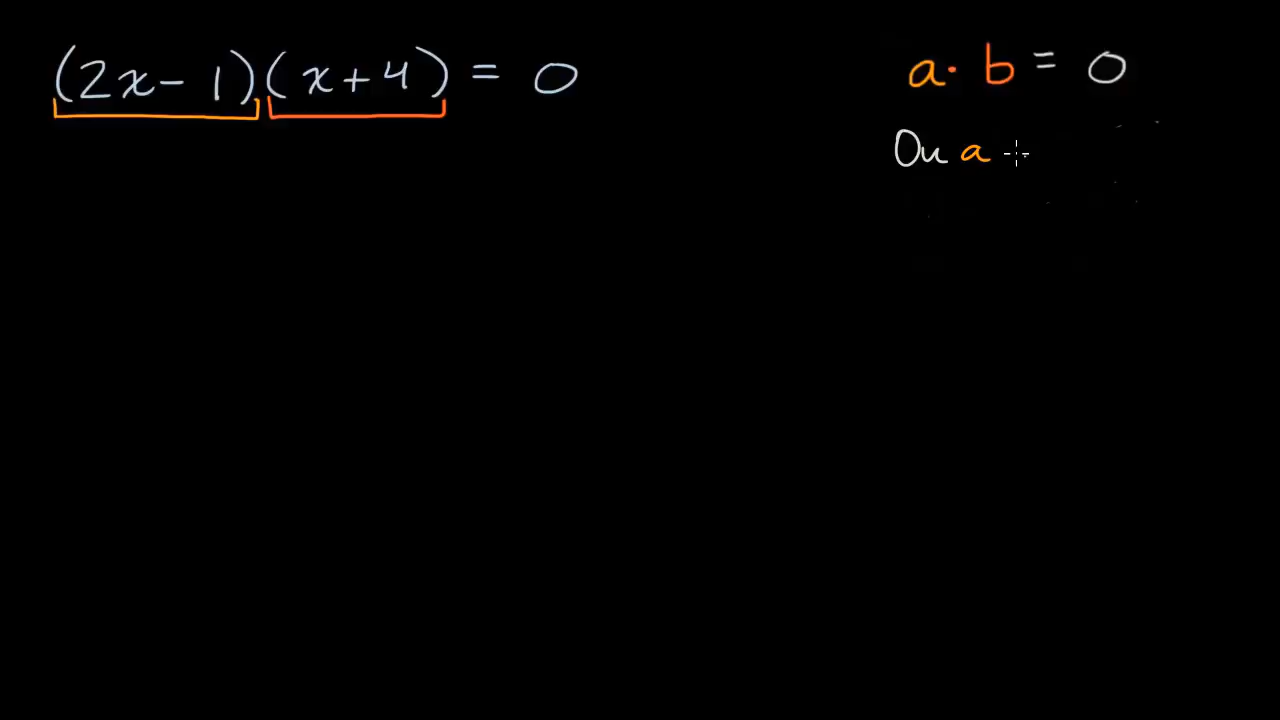 (2x - 1)(x + 4) = 0
a · b = 0
Ou a